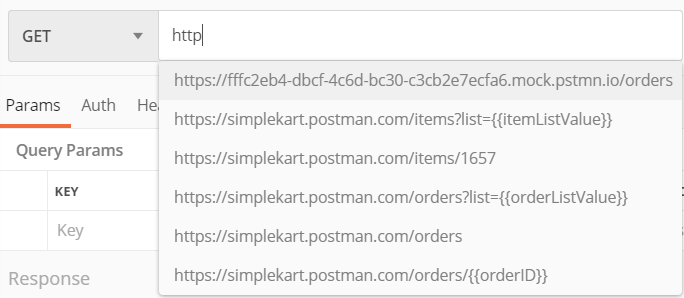 GET http
https://fffc2eb4-dbcf-4c6d-bc30-c3cb2e7ecfa6.mock.pstmn.io/orders
Params Auth
https://simplekart.postman.com/items?list={{itemListValue}}
https://simplekart.postman.com/items/1657
Query Params
KEY
https://simplekart.postman.com/orders?list={{orderListValue}}
Key
https://simplekart.postman.com/orders
Response
https://simplekart.postman.com/orders/{{orderID}}